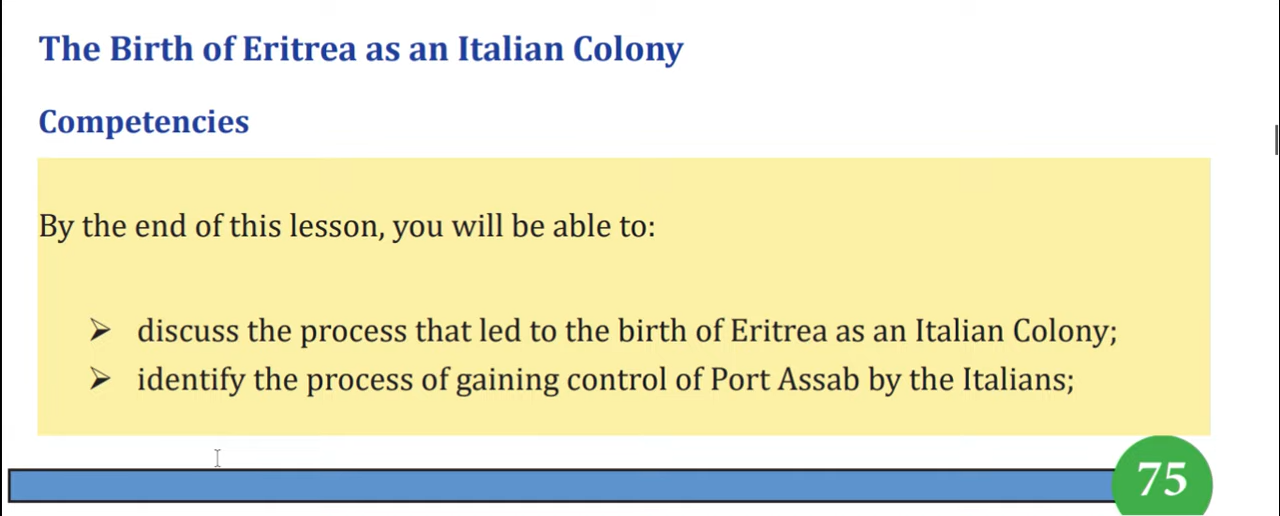 The Birth of Eritrea as an Italian Colony
Competencies
By the end of this lesson, you will be able to:
➢ discuss the process that led to the birth of Eritrea as an Italian Colony;
➢ identify the process of gaining control of Port Assab by the Italians;
75